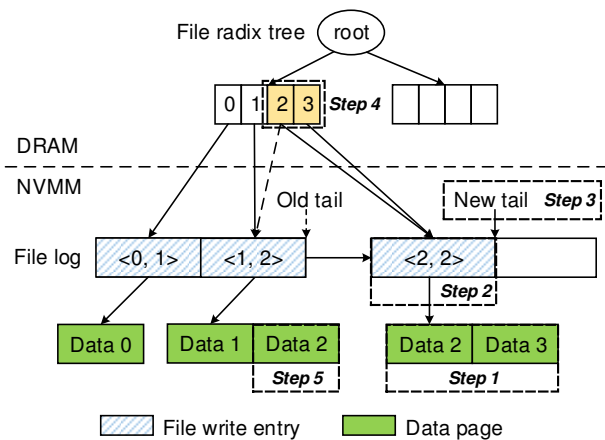 File radix tree
root
0 1 2 3
Step 4
DRAM
NVMM
Old tail
New tail Step 3
File log
<0, 1> <1, 2> <2, 2>
Step 2
Data 0 Data 1 Data 2 Data 2 Data 3
Step 5 Step 1
File write entry Data page